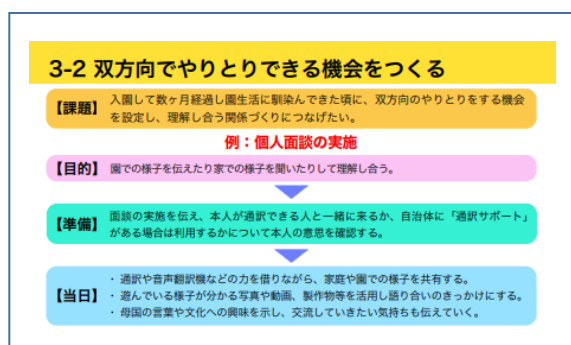 3-2 双方向でやりとりできる機会をつくる
【課題】 入園して数ヶ月経過し園生活に馴染んできた頃に、双方向のやりとりをする機会
を設定し、理解し合う関係づくりにつなげたい。
例：個人面談の実施
【目的】 園での様子を伝えたり家での様子を聞いたりして理解し合う。
【準備】 面談の実施を伝え、本人が通訳できる人と一緒に来るか、自治体に「通訳サポート」
がある場合は利用するかについて本人の意思を確認する。
【当日】 ・ 通訳や音声翻訳機などの力を借りながら、家庭や園での様子を共有する。
・ 遊んでいる様子が分かる写真や動画、製作物等を活用し語り合いのきっかけにする。
・ 母国の言葉や文化への興味を示し、交流していきたい気持ちも伝えていく。